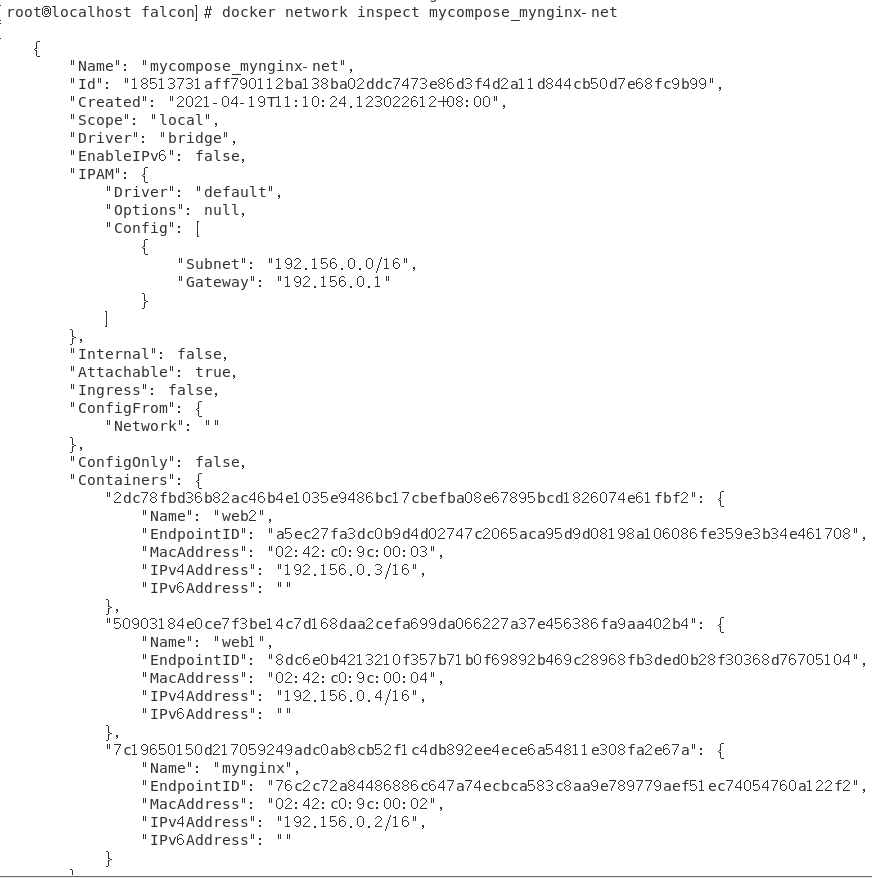 [root@localhost falcon]# docker network inspect mycompose_mynginx-net
[
    {
        "Name": "mycompose_mynginx-net",
        "Id": "18513731aff790112ba138ba02ddc7473e86d3f4d2a11d844cb50d7e68fc9b99",
        "Created": "2021-04-19T11:10:24.123022612+08:00",
        "Scope": "local",
        "Driver": "bridge",
        "EnableIPv6": false,
        "IPAM": {
            "Driver": "default",
            "Options": null,
            "Config": [
                {
                    "Subnet": "192.156.0.0/16",
                    "Gateway": "192.156.0.1"
                }
            ]
        },
        "Internal": false,
        "Attachable": true,
        "Ingress": false,
        "ConfigFrom": {
            "Network": ""
        },
        "ConfigOnly": false,
        "Containers": {
            "2dc78fbd36b82ac46b4e1035e9486bc17cbefba08e67895bcd1826074e61fbf2": {
                "Name": "web2",
                "EndpointID": "a5ec27fa3dc0b9d4d02747c2065aca95d9d08198a106086fe359e3b34e461708",
                "MacAddress": "02:42:c0:9c:00:03",
                "IPv4Address": "192.156.0.3/16",
                "IPv6Address": ""
            },
            "50903184e0ce7f3be14c7d168daa2cefa699da066227a37e456386fa9aa402b4": {
                "Name": "web1",
                "EndpointID": "8dc6e0b4213210f357b71b0f69892b469c28968fb3ded0b28f30368d76705104",
                "MacAddress": "02:42:c0:9c:00:04",
                "IPv4Address": "192.156.0.4/16",
                "IPv6Address": ""
            },
            "7c19650150d217059249adc0ab8cb52f1c4db892ee4ece6a54811e308fa2e67a": {
                "Name": "mynginx",
                "EndpointID": "76c2c72a84486886c647a74ecbca583c8aa9e789779aef51ec74054760a122f2",
                "MacAddress": "02:42:c0:9c:00:02",
                "IPv4Address": "192.156.0.2/16",
                "IPv6Address": ""
            }